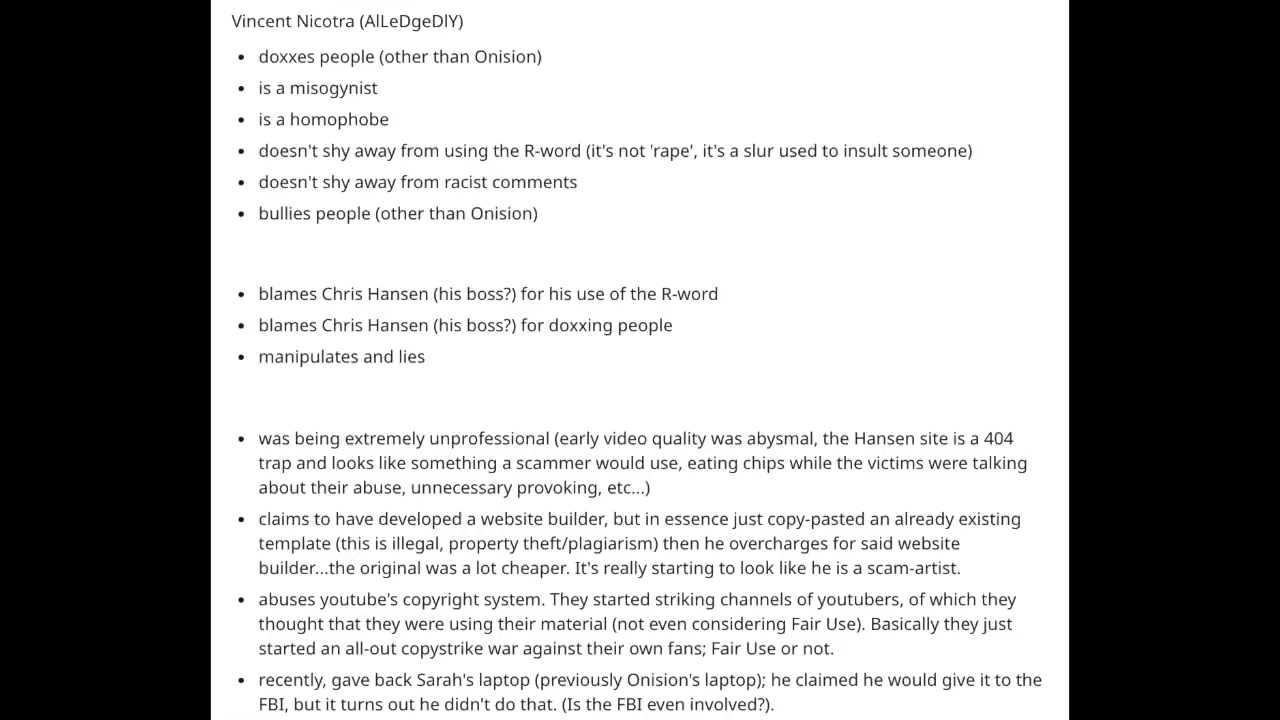 Vincent Nicotra (AlLeDgeDlY)
• doxxes people (other than Onision)
• is a misogynist
• is a homophobe
• doesn't shy away from using the R-word (it's not 'rape', it's a slur used to insult someone)
• doesn't shy away from racist comments
• bullies people (other than Onision)
• blames Chris Hansen (his boss?) for his use of the R-word
• blames Chris Hansen (his boss?) for doxxing people
• manipulates and lies
• was being extremely unprofessional (early video quality was abysmal, the Hansen site is a 404
trap and looks like something a scammer would use, eating chips while the victims were talking
about their abuse, unnecessary provoking, etc...)
• claims to have developed a website builder, but in essence just copy-pasted an already existing
template (this is illegal, property theft/plagiarism) then he overcharges for said website
builder...the original was a lot cheaper. It's really starting to look like he is a scam-artist.
• abuses youtube's copyright system. They started striking channels of youtubers, of which they
thought that they were using their material (not even considering Fair Use). Basically they just
started an all-out copystrike war against their own fans; Fair Use or not.
• recently, gave back Sarah's laptop (previously Onision's laptop); he claimed he would give it to the
FBI, but it turns out he didn't do that. (Is the FBI even involved?).